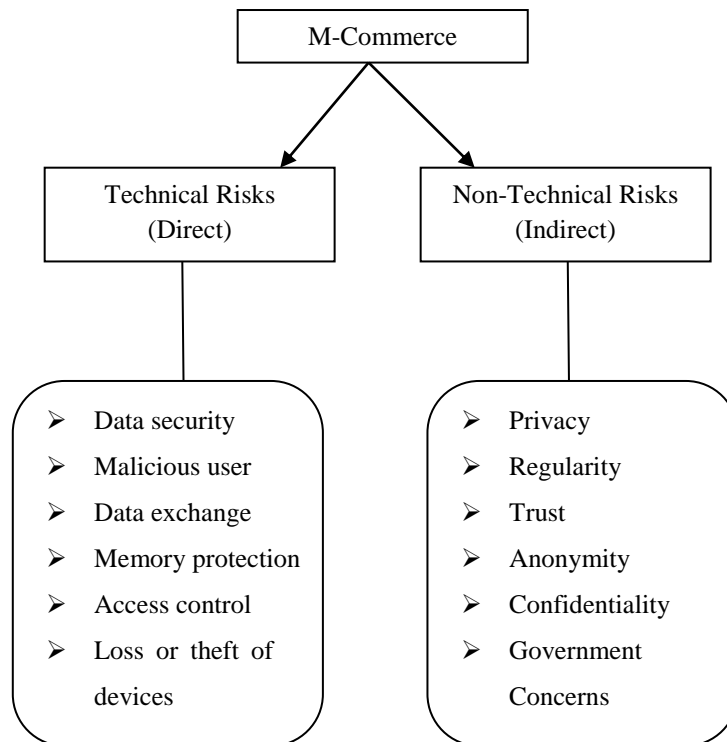 M-Commerce
Technical Risks
(Direct)
Non-Technical Risks
(Indirect)
➢ Data security
➢ Malicious user
➢ Data exchange
➢ Memory protection
➢ Access control
➢ Loss or theft of
devices
➢ Privacy
➢ Regularity
➢ Trust
➢ Anonymity
➢ Confidentiality
➢ Government
Concerns